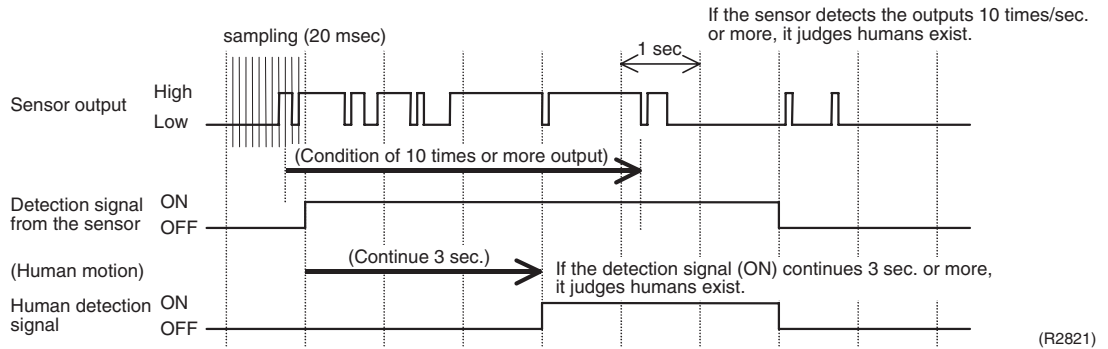 If the sensor detects the outputs 10 times/sec.
or more, it judges humans exist.
sampling (20 msec)
1 sec
Sensor output
High
Low
(Condition of 10 times or more output)
Detection signal
from the sensor
ON
OFF
(Human motion)
(Continue 3 sec.)
If the detection signal (ON) continues 3 sec. or more,
it judges humans exist.
Human detection
signal
ON
OFF
(R2821)